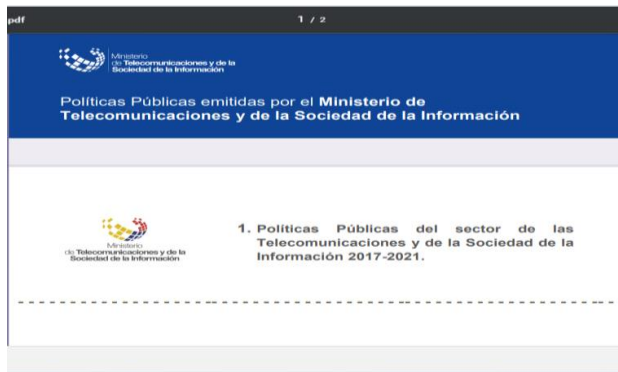 pdf
1 / 2
Ministerio
de Telecomunicaciones y de la
Sociedad de la Información
Políticas Públicas emitidas por el Ministerio de
Telecomunicaciones y de la Sociedad de la Información
Ministerio
de Telecomunicaciones y de la
Sociedad de la Información
1. Políticas Públicas del sector de las
Telecomunicaciones y de la Sociedad de la
Información 2017-2021.